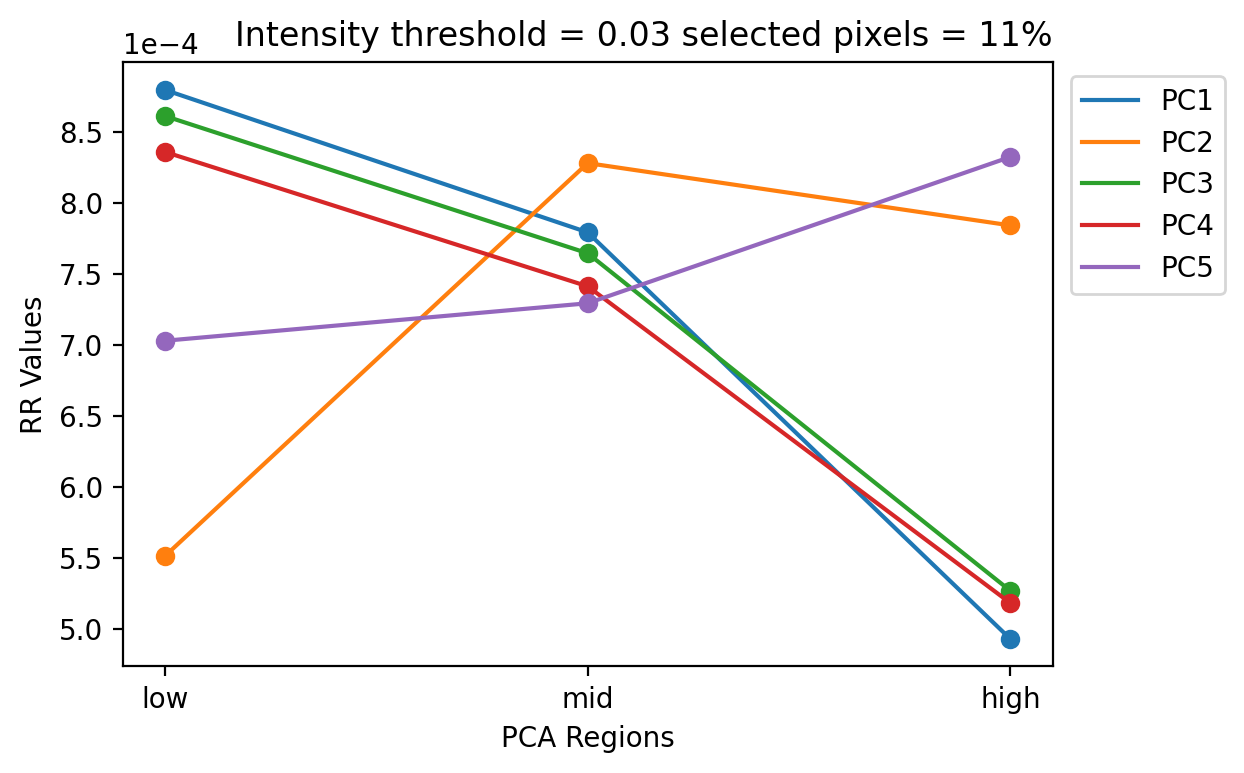 Intensity threshold = 0.03 selected pixels = 11%
1e−4
8.5
8.0
7.5
7.0
6.5
6.0
5.5
5.0
RR Values
low mid high
PCA Regions
PC1
PC2
PC3
PC4
PC5